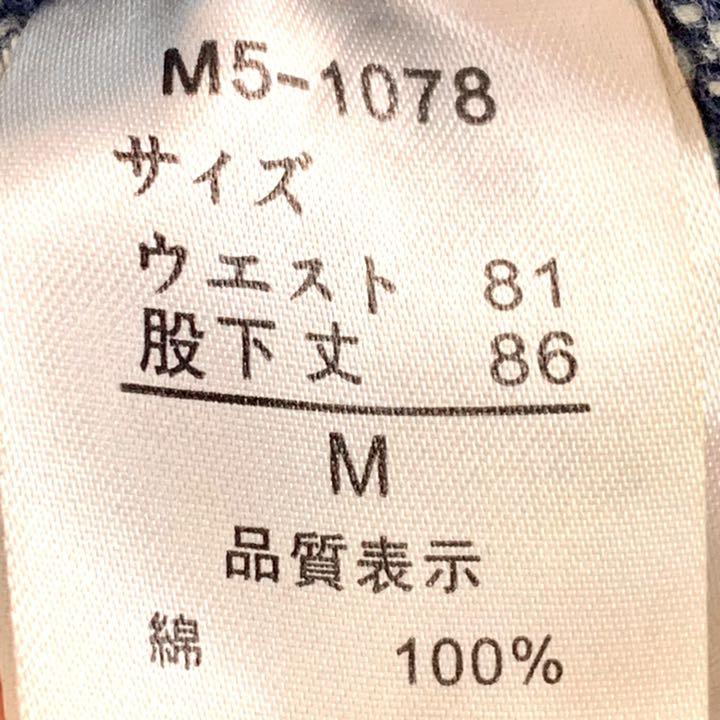 M5-1078
サイズ
ウエスト 81
股下丈 86
M
品質表示
綿 100%